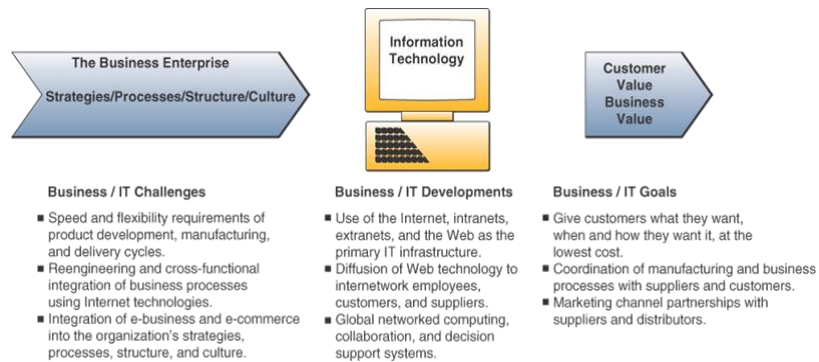 The Business Enterprise
Strategies/Processes/Structure/Culture
Information
Technology
Customer
Value
Business
Value
Business / IT Challenges
■ Speed and flexibility requirements of
product development, manufacturing,
and delivery cycles.
■ Reengineering and cross-functional
integration of business processes
using Internet technologies.
■ Integration of e-business and e-commerce
into the organization's strategies,
processes, structure, and culture.
Business / IT Developments
■ Use of the Internet, intranets,
extranets, and the Web as the
primary IT infrastructure.
■ Diffusion of Web technology to
internetwork employees,
customers, and suppliers.
■ Global networked computing,
collaboration, and decision
support systems.
Business / IT Goals
■ Give customers what they want,
when and how they want it, at the
lowest cost.
■ Coordination of manufacturing and business
processes with suppliers and customers.
■ Marketing channel partnerships with
suppliers and distributors.